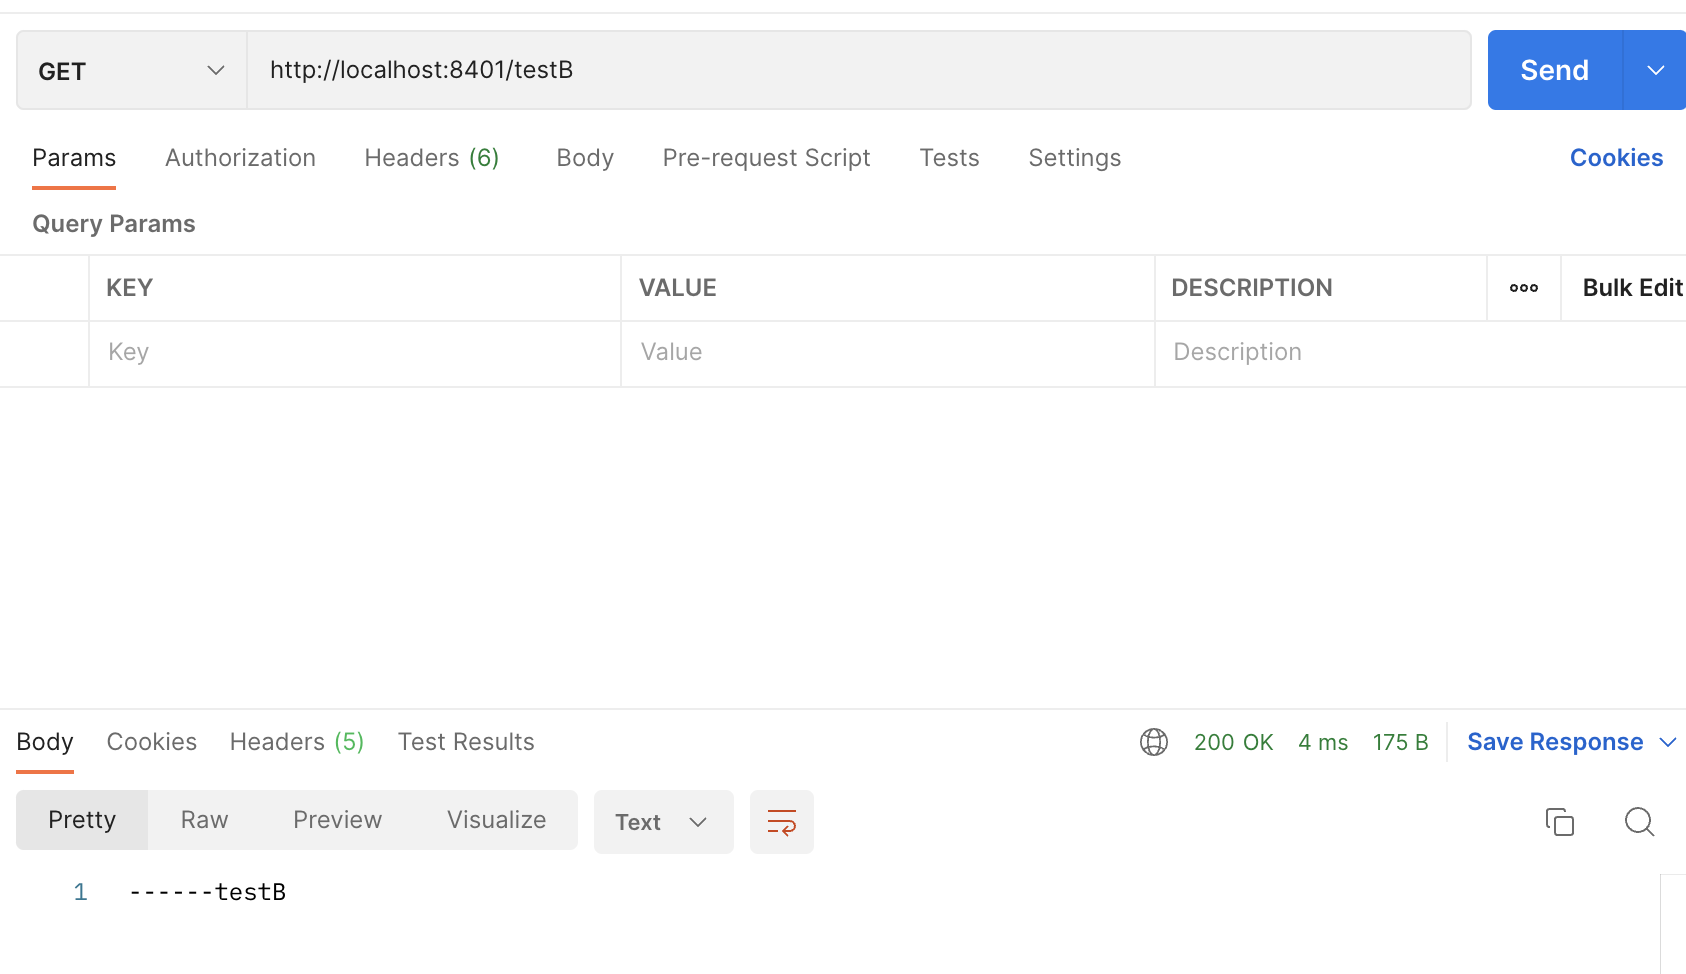 GET http://localhost:8401/testB Send
Params Authorization Headers (6) Body Pre-request Script Tests Settings Cookies
Query Params
KEY VALUE DESCRIPTION ooo Bulk Edit
Key Value Description
Body Cookies Headers (5) Test Results 200 OK 4 ms 175 B Save Response
Pretty Raw Preview Visualize Text
1 ------testB